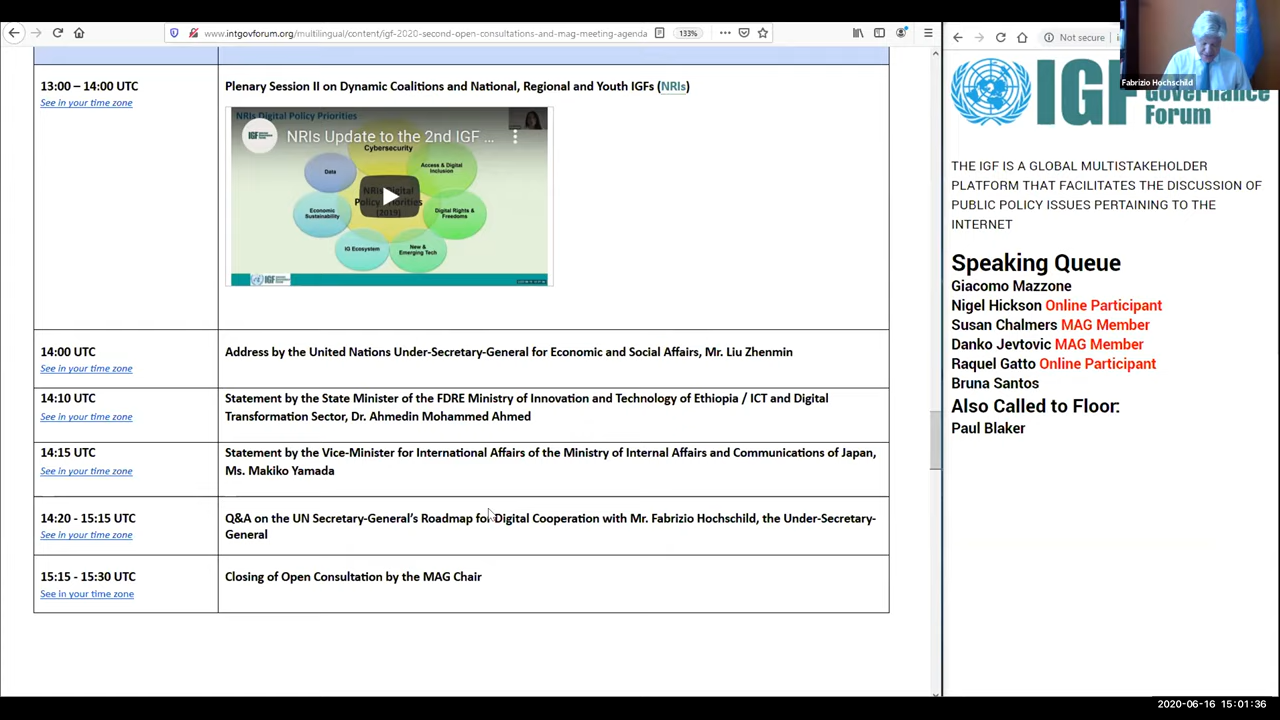 www.intgovforum.org/multilingual/content/igf-2020-second-open-consultations-and-mag-meeting-agenda
133%
Not secure
Fabrizio Hochschild
IGF
Governance
Forum
THE IGF IS A GLOBAL MULTISTAKEHOLDER
PLATFORM THAT FACILITATES THE DISCUSSION OF
PUBLIC POLICY ISSUES PERTAINING TO THE
INTERNET
Speaking Queue
Giacomo Mazzone
Nigel Hickson Online Participant
Susan Chalmers MAG Member
Danko Jevtovic MAG Member
Raquel Gatto Online Participant
Bruna Santos
Also Called to Floor:
Paul Blaker
13:00 – 14:00 UTC
See in your time zone
Plenary Session II on Dynamic Coalitions and National, Regional and Youth IGFs (NRIs)
NRIs Digital Policy Priorities
IGF
NRIs Update to the 2nd IGF ...
Cybersecurity
Data
Access & Digital
Inclusion
NRIs Digital
Policy Priorities
(2019)
Economic
Sustainability
Digital Rights &
Freedoms
IG Ecosystem
New &
Emerging Tech
IGF
14:00 UTC
See in your time zone
Address by the United Nations Under-Secretary-General for Economic and Social Affairs, Mr. Liu Zhenmin
14:10 UTC
See in your time zone
Statement by the State Minister of the FDRE Ministry of Innovation and Technology of Ethiopia / ICT and Digital
Transformation Sector, Dr. Ahmedin Mohammed Ahmed
14:15 UTC
See in your time zone
Statement by the Vice-Minister for International Affairs of the Ministry of Internal Affairs and Communications of Japan,
Ms. Makiko Yamada
14:20 - 15:15 UTC
See in your time zone
Q&A on the UN Secretary-General's Roadmap for Digital Cooperation with Mr. Fabrizio Hochschild, the Under-Secretary-
General
15:15 - 15:30 UTC
See in your time zone
Closing of Open Consultation by the MAG Chair
2020-06-16 15:01:36